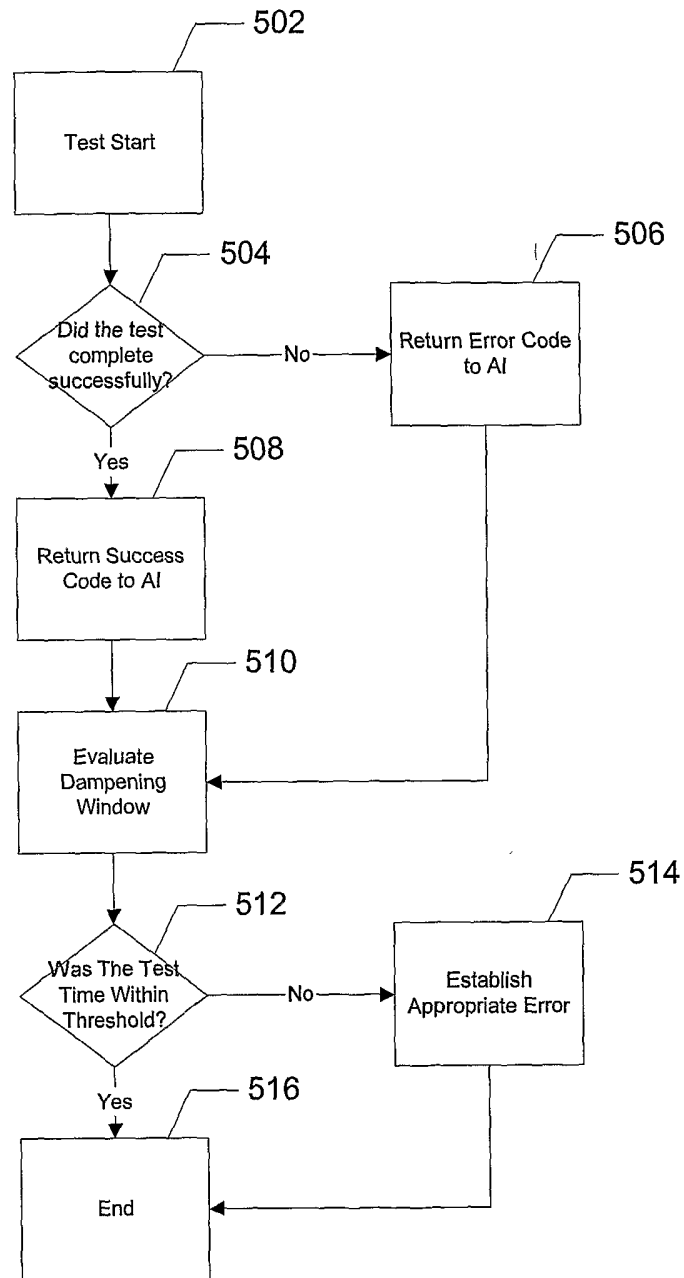 502
Test Start
504
Did the test
complete
successfully?
No
506
Return Error Code
to AI
Yes
508
Return Success
Code to AI
510
Evaluate
Dampening
Window
512
Was The Test
Time Within
Threshold?
No
514
Establish
Appropriate Error
Yes
516
End